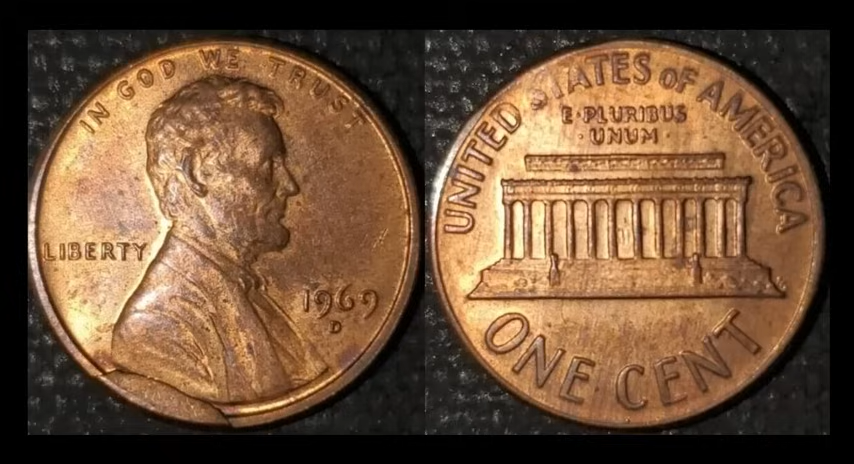 IN GOD WE TRUST
LIBERTY
1969
D
UNITED STATES OF AMERICA
E·PLURIBUS
·UNUM·
ONE CENT